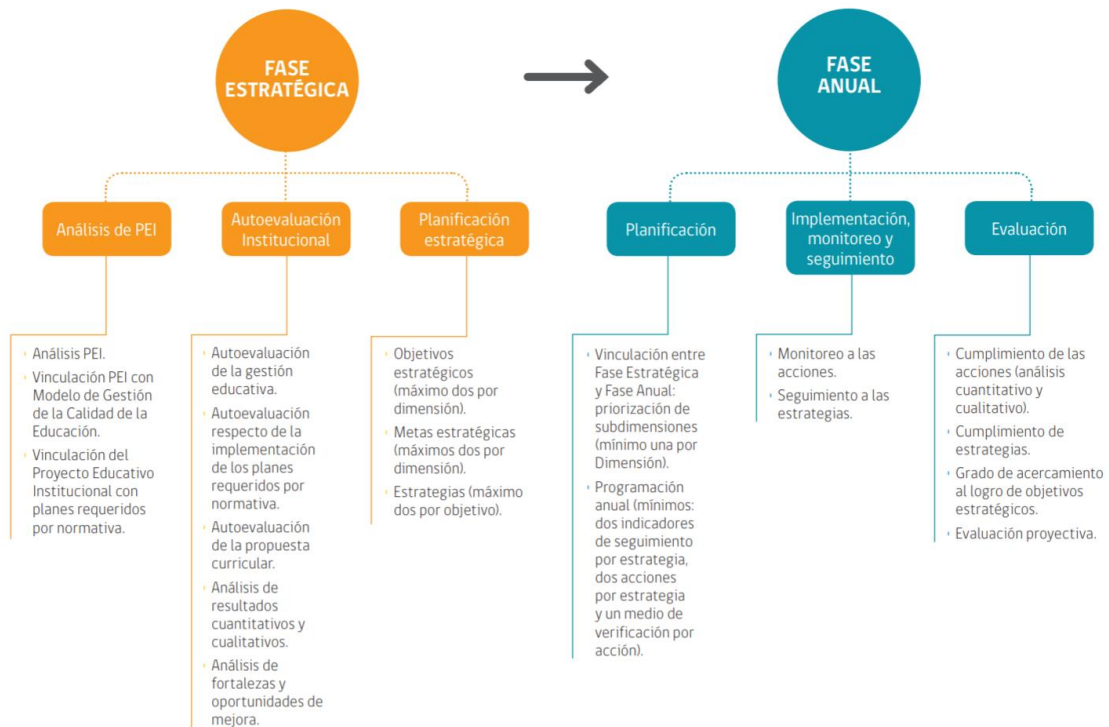 FASE
ESTRATÉGICA
FASE
ANUAL
Análisis de PEI
Autoevaluación
Institucional
Planificación
estratégica
Planificación
Implementación,
monitoreo y
seguimiento
Evaluación
Análisis PEI.
Vinculación PEI con
Modelo de Gestión
de la Calidad de la
Educación.
Vinculación del
Proyecto Educativo
Institucional con
planes requeridos
por normativa.
Autoevaluación
de la gestión
educativa.
Autoevaluación
respecto de la
implementación
de los planes
requeridos por
normativa.
Autoevaluación
de la propuesta
curricular.
Análisis de
resultados
cuantitativos y
cualitativos.
Análisis de
fortalezas y
oportunidades de
mejora.
Objetivos
estratégicos
(máximo dos por
dimensión).
Metas estratégicas
(máximos dos por
dimensión).
Estrategias (máximo
dos por objetivo).
Vinculación entre
Fase Estratégica
y Fase Anual:
priorización de
subdimensiones
(mínimo una por
Dimensión).
Programación
anual (mínimos:
dos indicadores
de seguimiento
por estrategia,
dos acciones
por estrategia
y un medio de
verificación por
acción).
Monitoreo a las
acciones.
Seguimiento a las
estrategias.
Cumplimiento de las
acciones (análisis
cuantitativo y
cualitativo).
Cumplimiento de
estrategias.
Grado de acercamiento
al logro de objetivos
estratégicos.
Evaluación proyectiva.